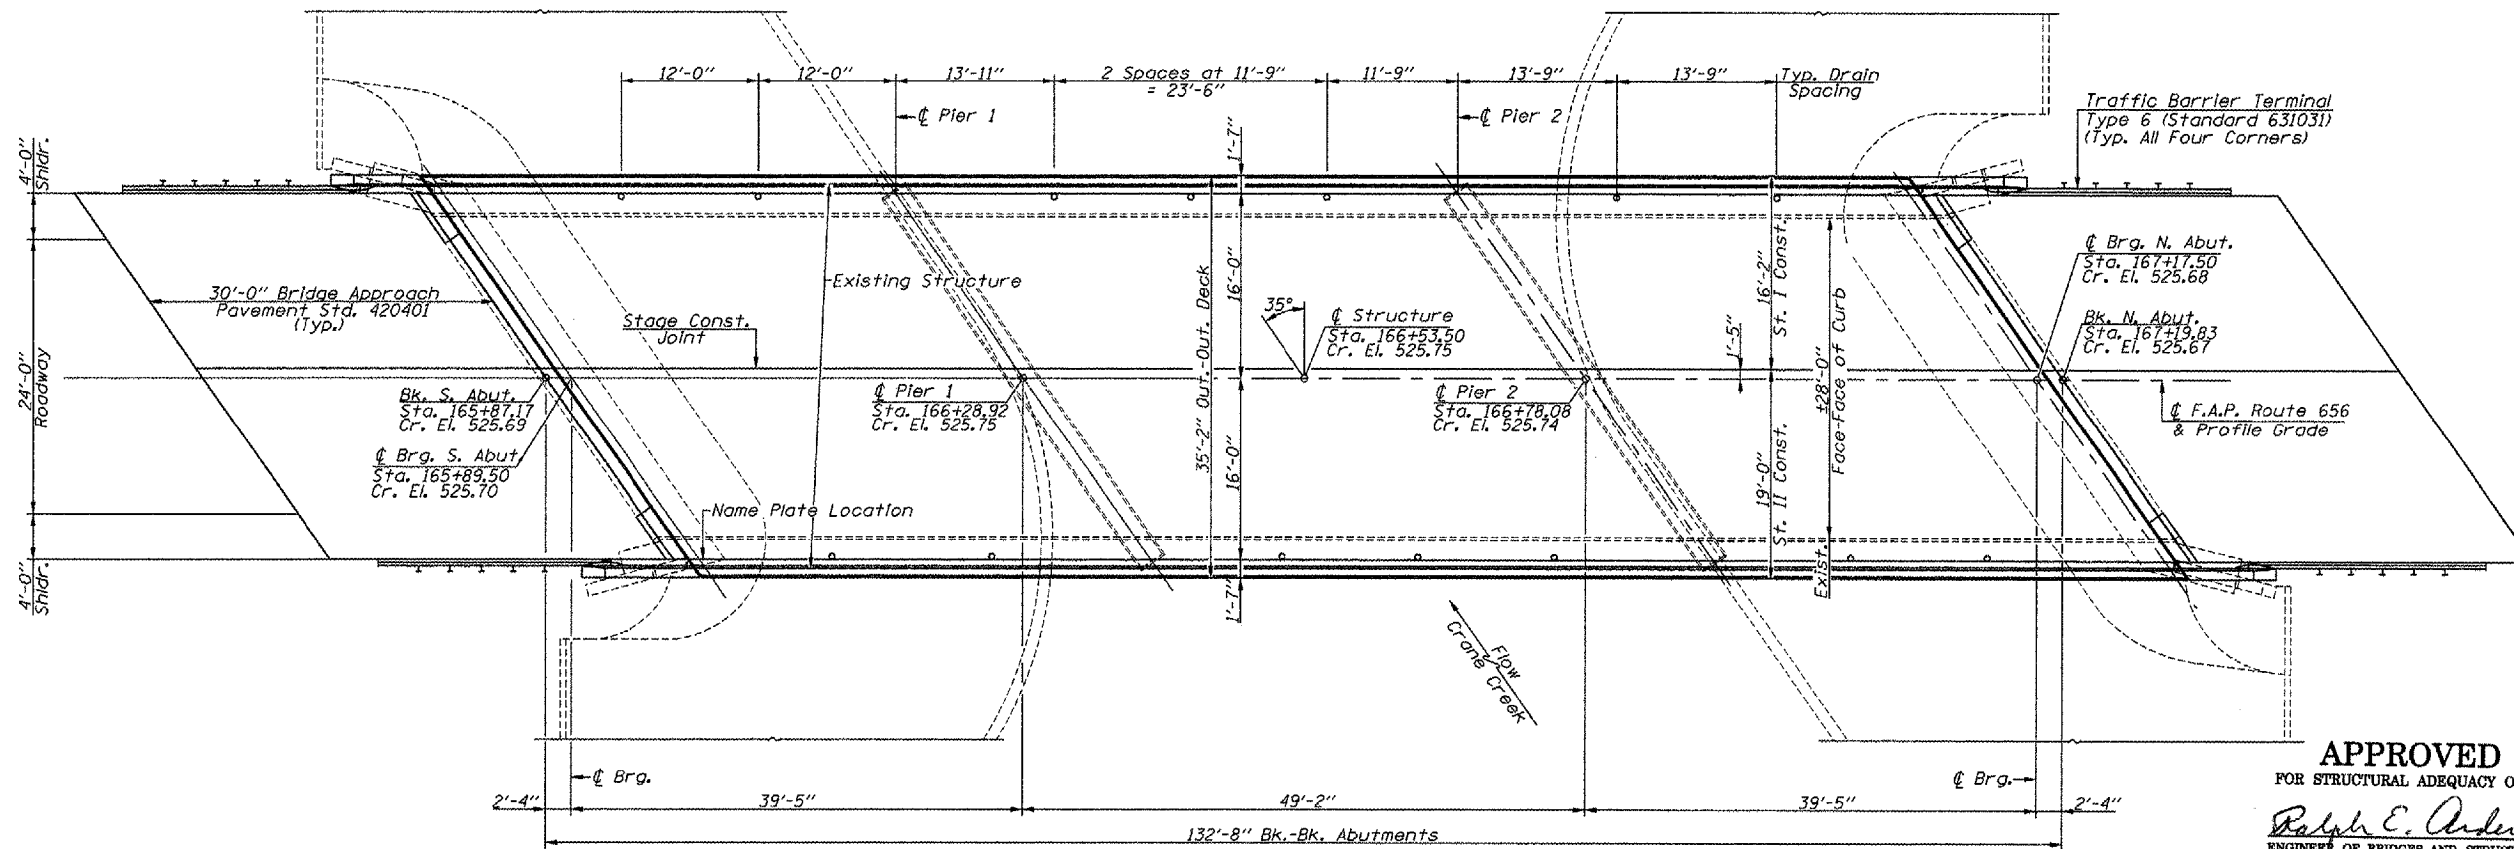 12'-0"
12'-0"
13'-11"
2 Spaces at 11'-9"
= 23'-6"
11'-9"
13'-9"
13'-9"
Typ. Drain
Spacing
℄ Pier 1
℄ Pier 2
Traffic Barrier Terminal
Type 6 (Standard 631031)
(Typ. All Four Corners)
4'-0"
Shldr.
1'-7"
24'-0"
Roadway
4'-0"
Shldr.
30'-0" Bridge Approach
Pavement Std. 420401
(Typ.)
Existing Structure
Stage Const.
Joint
35'-2" Out.-Out. Deck
16'-0"
16'-0"
1'-7"
35°
℄ Structure
Sta. 166+53.50
Cr. El. 525.75
16'-2"
St. I Const.
19'-0"
St. II Const.
1'-5"
Exist. ±28'-0"
Face-Face of Curb
℄ Brg. N. Abut.
Sta. 167+17.50
Cr. El. 525.68
Bk. N. Abut.
Sta. 167+19.83
Cr. El. 525.67
Bk. S. Abut.
Sta. 165+87.17
Cr. El. 525.69
℄ Brg. S. Abut.
Sta. 165+89.50
Cr. El. 525.70
℄ Pier 1
Sta. 166+28.92
Cr. El. 525.75
℄ Pier 2
Sta. 166+78.08
Cr. El. 525.74
℄ F.A.P. Route 656
& Profile Grade
Name Plate Location
Flow
Crane Creek
℄ Brg.
℄ Brg.
2'-4"
39'-5"
49'-2"
39'-5"
2'-4"
132'-8" Bk.-Bk. Abutments
APPROVED
FOR STRUCTURAL ADEQUACY O
Ralph E. Ander
ENGINEER OF BRIDGES AND